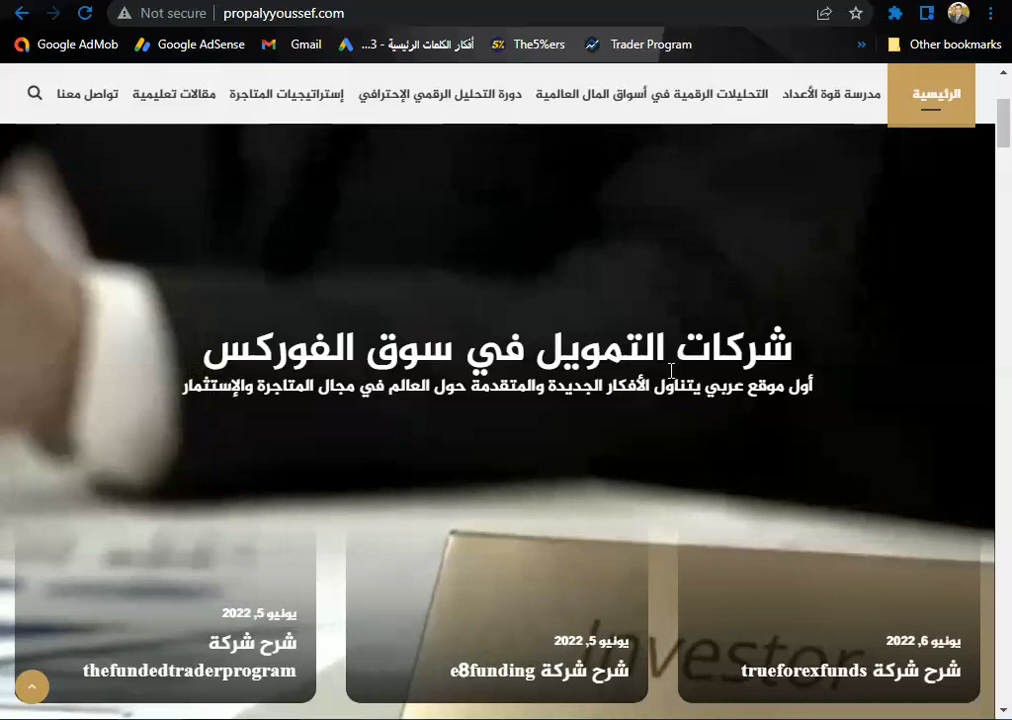 Not secure
propalyyoussef.com
Google AdMob
Google AdSense
Gmail
أفكار الكلمات الرئيسية - 3...
The5%ers
Trader Program
Other bookmarks
الرئيسية
مدرسة قوة الأعداد
التحليلات الرقمية في أسواق المال العالمية
دورة التحليل الرقمي الإحترافي
إستراتيجيات المتاجرة
مقالات تعليمية
تواصل معنا
شركات التمويل في سوق الفوركس
أول موقع عربي يتناول الأفكار الجديدة والمتقدمة حول العالم في مجال المتاجرة والإستثمار
Investor
يونيو 6, 2022
شرح شركة trueforexfunds
يونيو 5, 2022
شرح شركة e8funding
يونيو 5, 2022
شرح شركة
thefundedtraderprogram